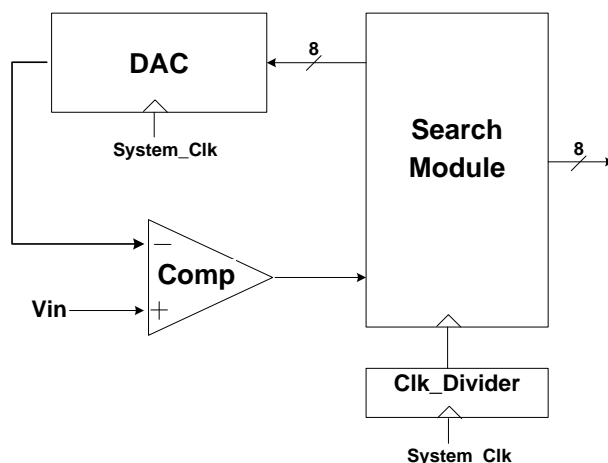 DAC
8
System_Clk
Search
Module
8
Comp
Vin
Clk_Divider
System_Clk